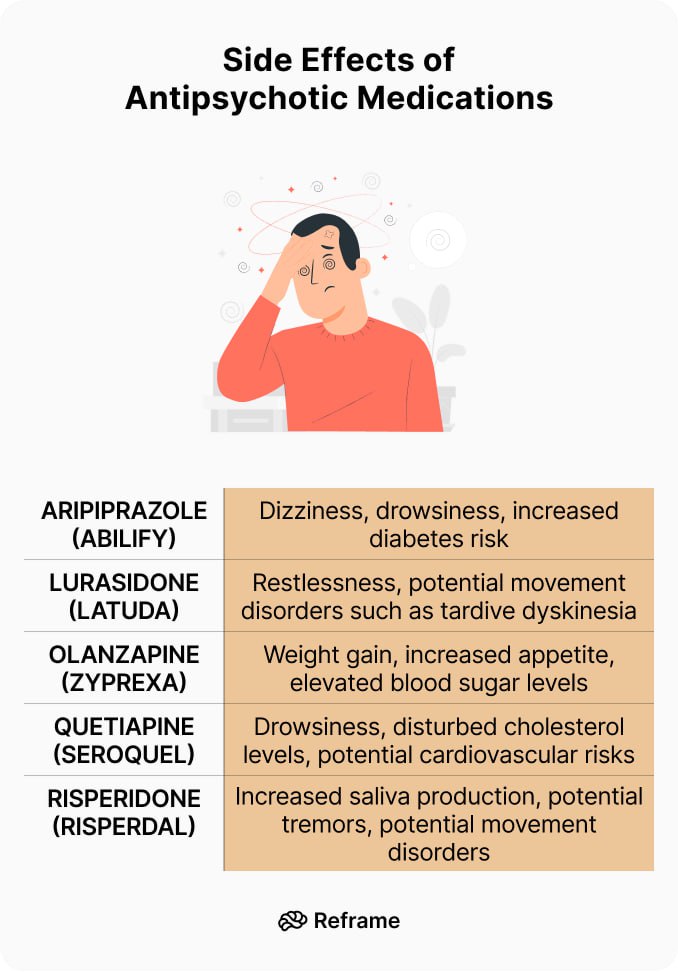 Side Effects of
Antipsychotic Medications
ARIPIPRAZOLE
(ABILIFY)
Dizziness, drowsiness, increased
diabetes risk
LURASIDONE
(LATUDA)
Restlessness, potential movement
disorders such as tardive dyskinesia
OLANZAPINE
(ZYPREXA)
Weight gain, increased appetite,
elevated blood sugar levels
QUETIAPINE
(SEROQUEL)
Drowsiness, disturbed cholesterol
levels, potential cardiovascular risks
RISPERIDONE
(RISPERDAL)
Increased saliva production, potential
tremors, potential movement
disorders
Reframe